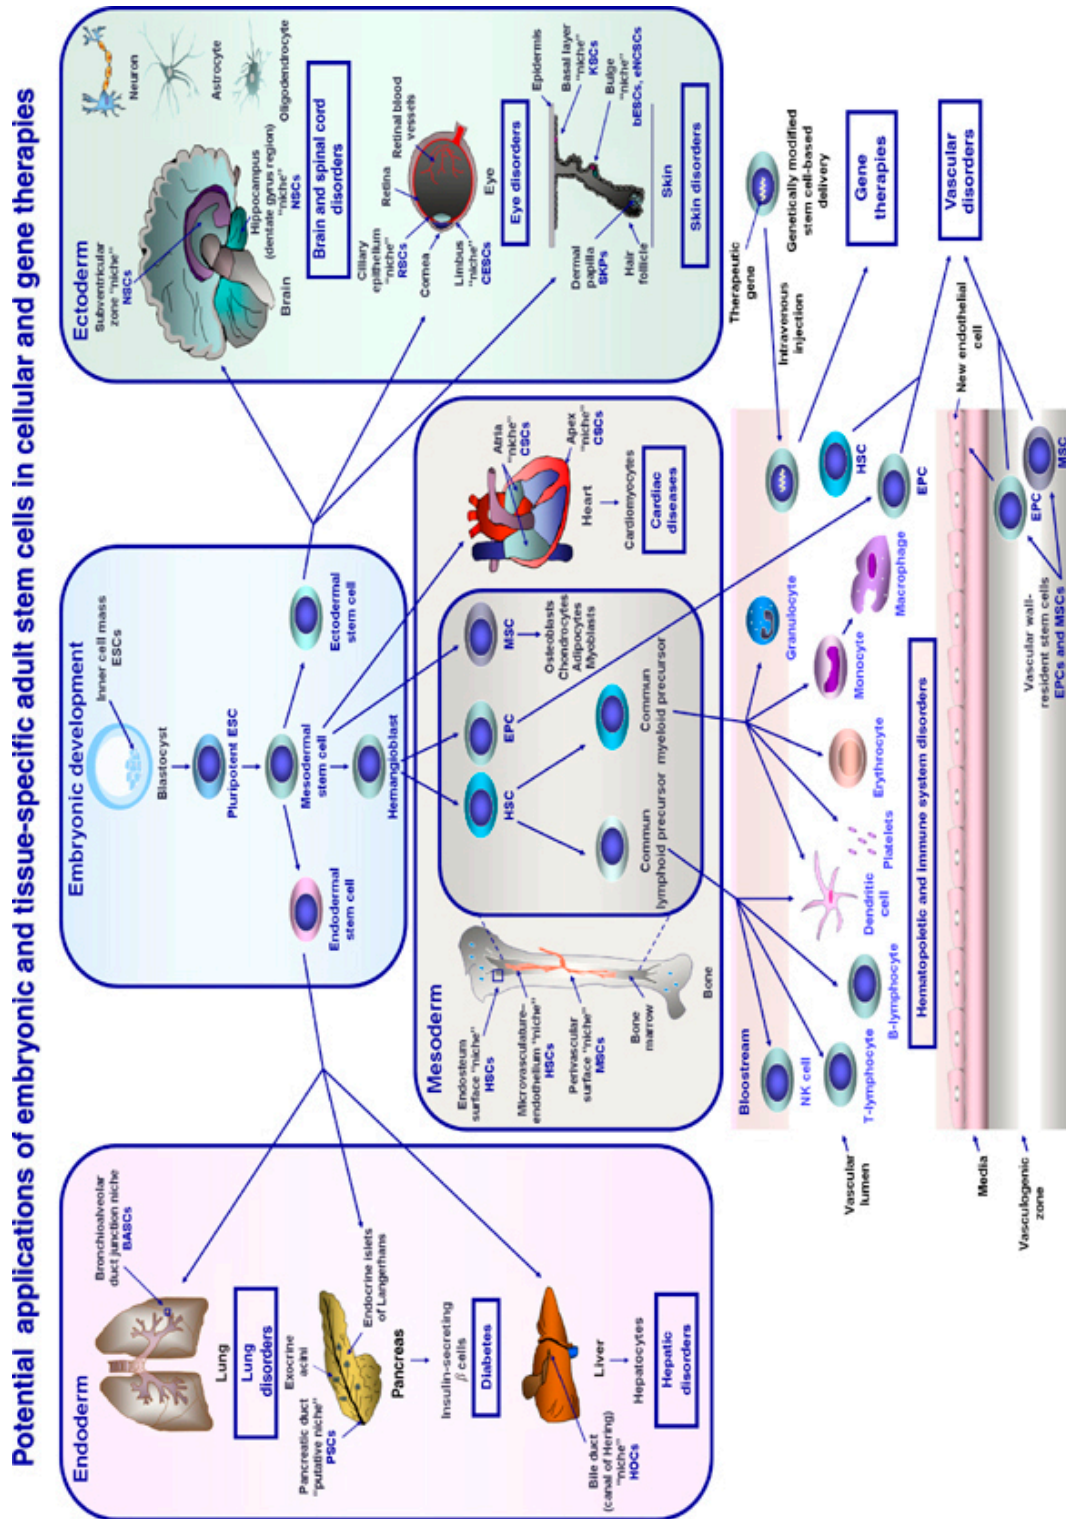 Potential applications of embryonic and tissue-specific adult stem cells in cellular and gene therapies
Endoderm
Bronchioalveolar
duct junction niche
BASCs
Lung
Lung
disorders
Exocrine
acini
Pancreatic duct
"putative niche"
PSCs
Endocrine islets
of Langerhans
Pancreas
Insulin-secreting
β cells
Diabetes
Bile duct
(canal of Hering)
"niche"
HOCs
Liver
Hepatocytes
Hepatic
disorders
Embryonic development
Inner cell mass
ESCs
Blastocyst
Pluripotent ESC
Endodermal
stem cell
Mesodermal
stem cell
Ectodermal
stem cell
Hemangioblast
Mesoderm
Endosteum
surface "niche"
HSCs
Microvasculature–
endothelium "niche"
HSCs
Perivascular
surface "niche"
MSCs
Bone
marrow
Bone
HSC
EPC
MSC
Osteoblasts
Chondrocytes
Adipocytes
Myoblasts
Commun
lymphoid precursor
Commun
myeloid precursor
Atria
"niche"
CSCs
Apex
"niche"
CSCs
Heart
Cardiomyocytes
Cardiac
diseases
Ectoderm
Subventricular
zone "niche"
NSCs
Neuron
Astrocyte
Oligodendrocyte
Hippocampus
(dentate gyrus region)
"niche"
NSCs
Brain
Brain and spinal cord
disorders
Ciliary
epithelium
"niche"
RSCs
Retina
Retinal blood
vessels
Cornea
Limbus
"niche"
CESCs
Eye
Eye disorders
Epidermis
Basal layer
"niche"
KSCs
Bulge
"niche"
bESCs, eNCSCs
Dermal
papilla
SKPs
Hair
follicle
Skin
Skin disorders
Bloostream
NK cell
T-lymphocyte
B-lymphocyte
Dendritic
cell
Platelets
Erythrocyte
Monocyte
Granulocyte
Macrophage
Vascular
lumen
Hematopoietic and immune system disorders
HSC
EPC
Intravenous
injection
Therapeutic
gene
Genetically modified
stem cell-based
delivery
Gene
therapies
Vascular
disorders
New endothelial
cell
Media
Vasculogenic
zone
Vascular wall-
resident stem cells
EPCs and MSCs
EPC
MSC